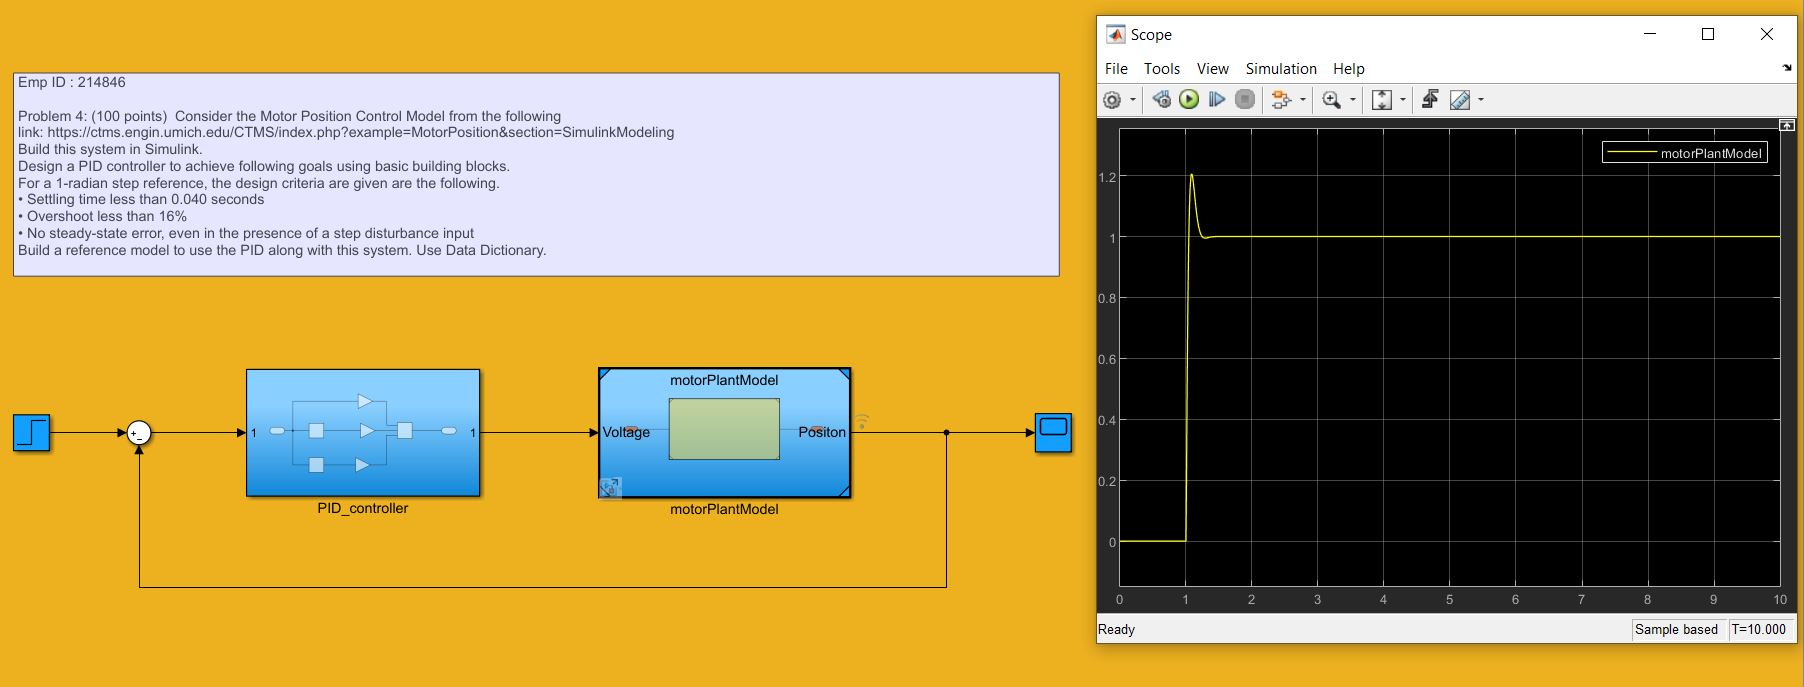 Emp ID : 214846
Problem 4: (100 points)  Consider the Motor Position Control Model from the following
link: https://ctms.engin.umich.edu/CTMS/index.php?example=MotorPosition&section=SimulinkModeling
Build this system in Simulink.
Design a PID controller to achieve following goals using basic building blocks.
For a 1-radian step reference, the design criteria are given are the following.
• Settling time less than 0.040 seconds
• Overshoot less than 16%
• No steady-state error, even in the presence of a step disturbance input
Build a reference model to use the PID along with this system. Use Data Dictionary.
1
1
PID_controller
motorPlantModel
Voltage
Positon
motorPlantModel
Scope
File Tools View Simulation Help
motorPlantModel
1.2
1
0.8
0.6
0.4
0.2
0
0 1 2 3 4 5 6 7 8 9 10
Ready
Sample based
T=10.000